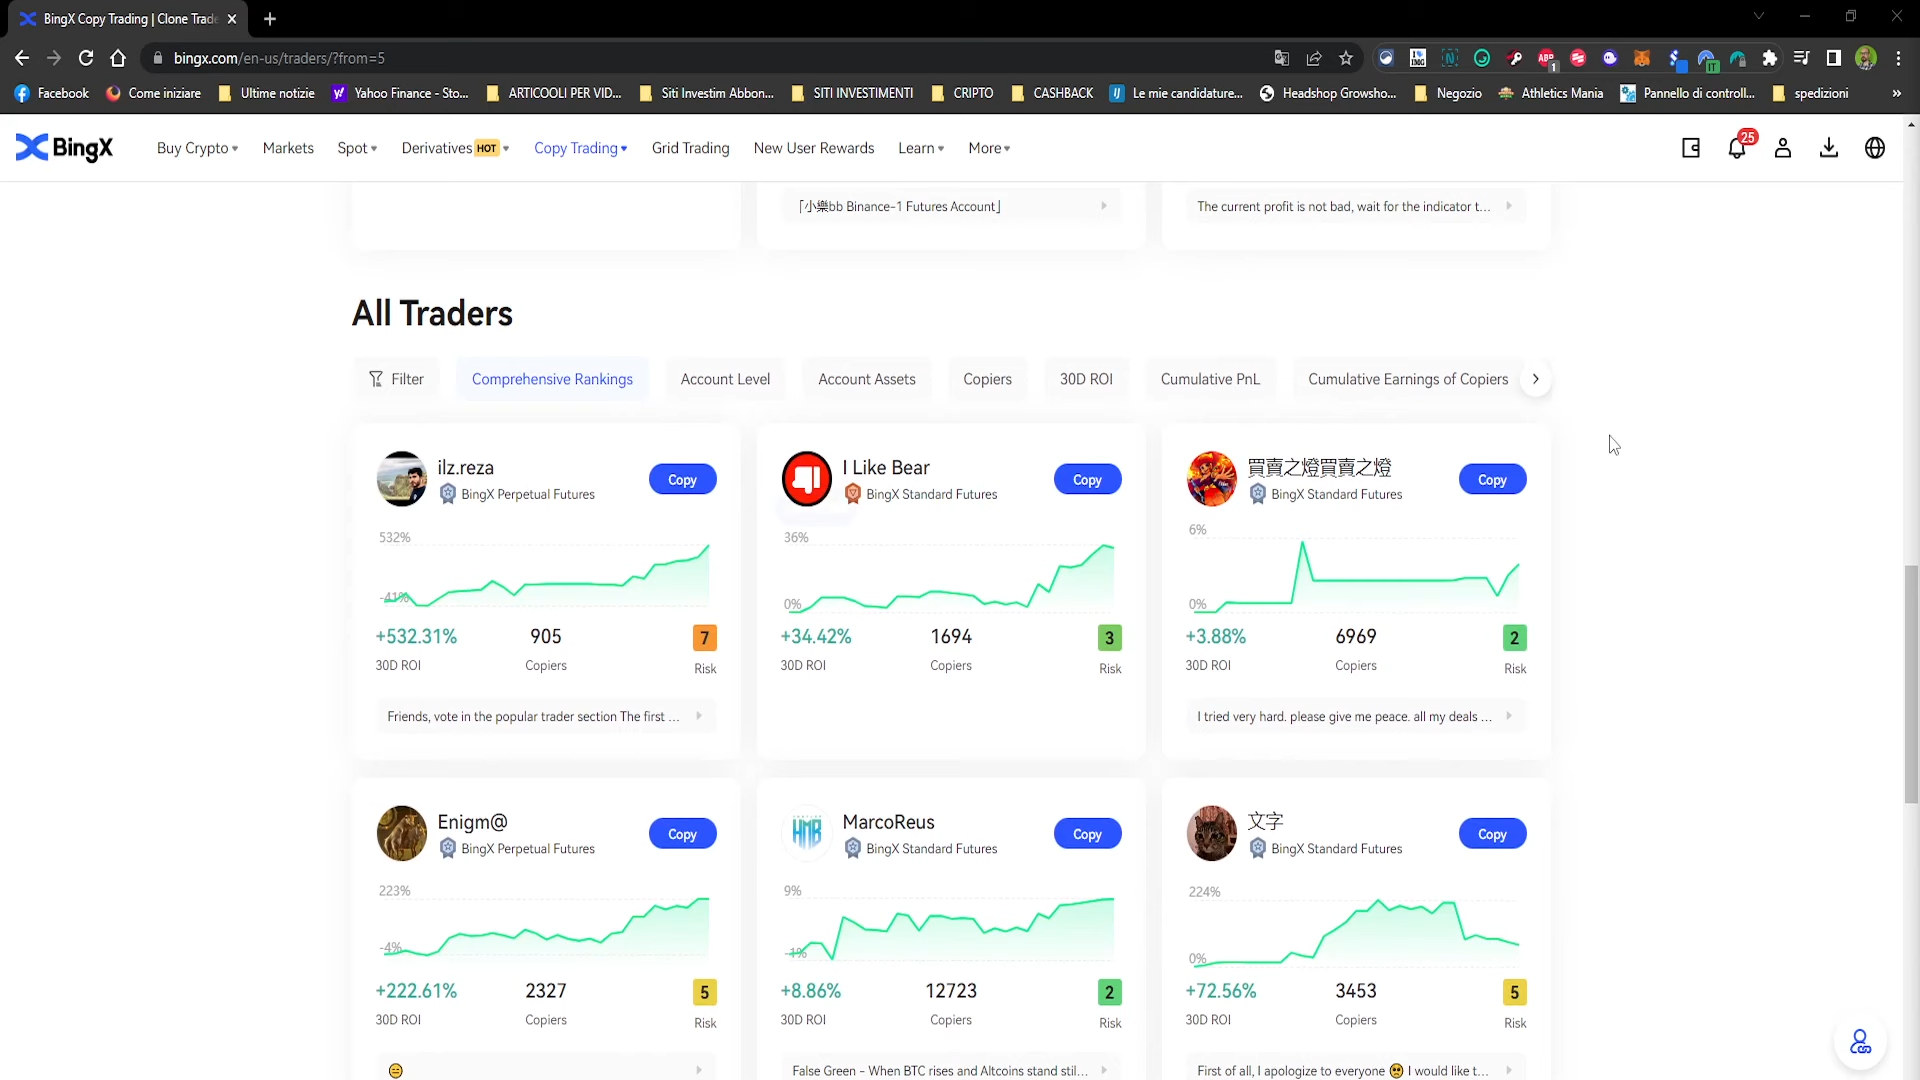 BingX Copy Trading | Clone Trade
bingx.com/en-us/traders/?from=5
ABP
1
IT
Facebook
Come iniziare
Ultime notizie
Yahoo Finance - Sto...
ARTICOOLI PER VID...
Siti Investim Abbon...
SITI INVESTIMENTI
CRIPTO
CASHBACK
Le mie candidature...
Headshop Growsho...
Negozio
Athletics Mania
Pannello di controll...
spedizioni
»
BingX
Buy Crypto
Markets
Spot
Derivatives HOT
Copy Trading
Grid Trading
New User Rewards
Learn
More
25
「小樂bb Binance-1 Futures Account」
The current profit is not bad, wait for the indicator t...
All Traders
Filter
Comprehensive Rankings
Account Level
Account Assets
Copiers
30D ROI
Cumulative PnL
Cumulative Earnings of Copiers
ilz.reza
BingX Perpetual Futures
Copy
532%
-41%
+532.31%
905
7
30D ROI
Copiers
Risk
Friends, vote in the popular trader section The first ...
I Like Bear
BingX Standard Futures
Copy
36%
0%
+34.42%
1694
3
30D ROI
Copiers
Risk
買賣之燈買賣之燈
BingX Standard Futures
Copy
6%
0%
+3.88%
6969
2
30D ROI
Copiers
Risk
I tried very hard. please give me peace. all my deals ...
Enigm@
BingX Perpetual Futures
Copy
223%
-4%
+222.61%
2327
5
30D ROI
Copiers
Risk
😑
HMR
MarcoReus
BingX Standard Futures
Copy
9%
-1%
+8.86%
12723
2
30D ROI
Copiers
Risk
False Green - When BTC rises and Altcoins stand stil...
文字
BingX Standard Futures
Copy
224%
0%
+72.56%
3453
5
30D ROI
Copiers
Risk
First of all, I apologize to everyone 🥺 I would like t...